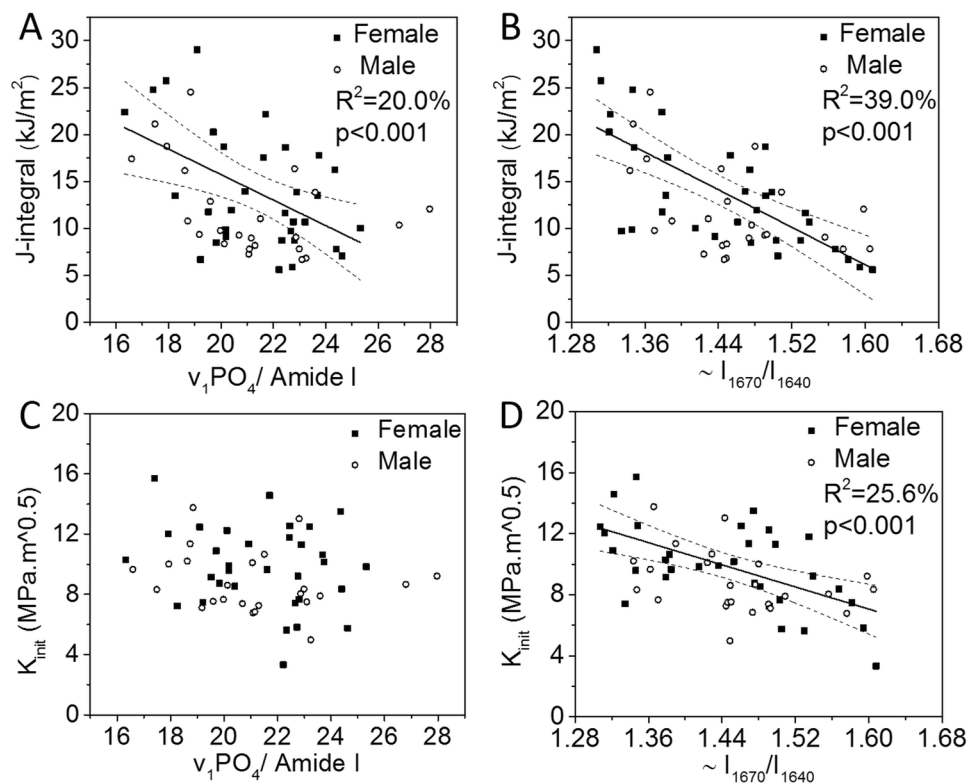 A
Female
Male
R²=20.0%
p<0.001
J-integral (kJ/m²)
30
25
20
15
10
5
0
16 18 20 22 24 26 28
v₁PO₄/ Amide I
B
Female
Male
R²=39.0%
p<0.001
J-integral (kJ/m²)
30
25
20
15
10
5
0
1.28 1.36 1.44 1.52 1.60 1.68
~ I₁₆₇₀/I₁₆₄₀
C
Female
Male
K_init (MPa.m^0.5)
20
16
12
8
4
0
16 18 20 22 24 26 28
v₁PO₄/ Amide I
D
Female
Male
R²=25.6%
p<0.001
K_init (MPa.m^0.5)
20
16
12
8
4
0
1.28 1.36 1.44 1.52 1.60 1.68
~ I₁₆₇₀/I₁₆₄₀